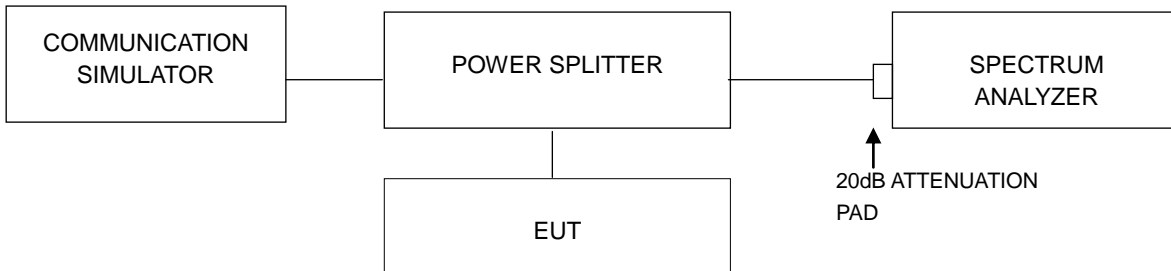 COMMUNICATION
SIMULATOR
POWER SPLITTER
SPECTRUM
ANALYZER
20dB ATTENUATION
PAD
EUT